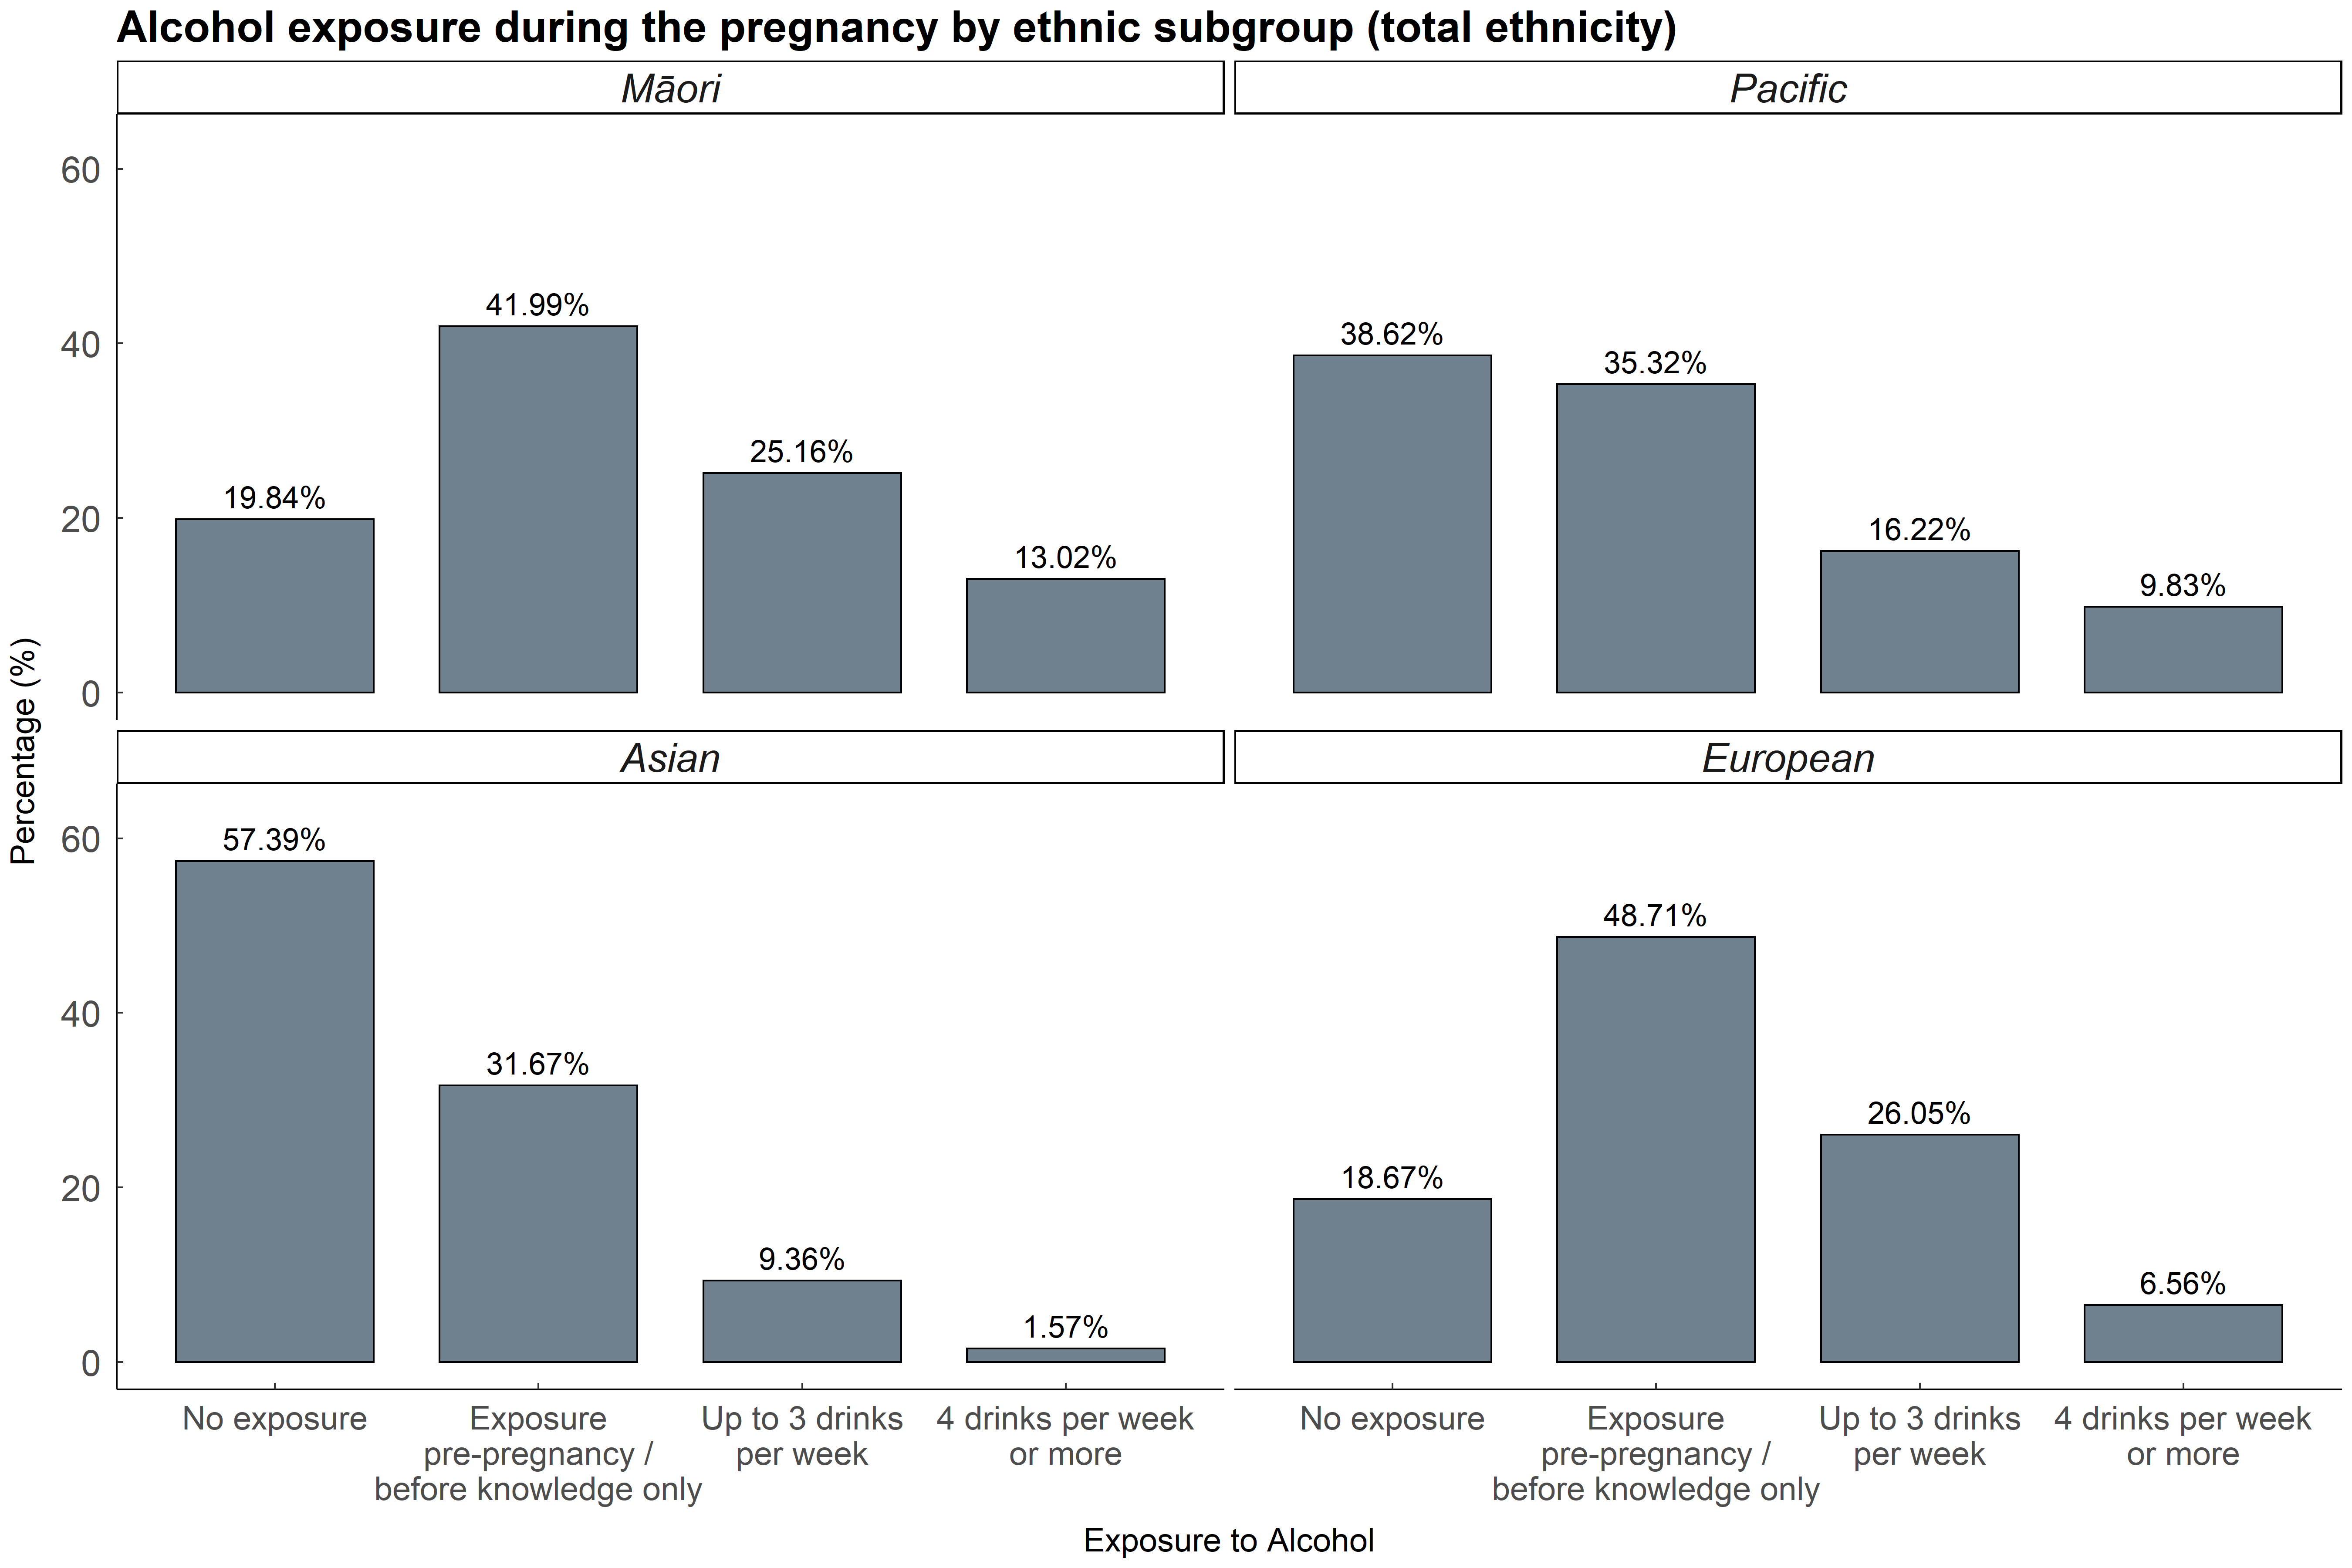 Alcohol exposure during the pregnancy by ethnic subgroup (total ethnicity)
Māori
Pacific
60
40
20
0
19.84%
41.99%
25.16%
13.02%
38.62%
35.32%
16.22%
9.83%
Percentage (%)
Asian
European
60
40
20
0
57.39%
31.67%
9.36%
1.57%
18.67%
48.71%
26.05%
6.56%
No exposure
Exposure
pre-pregnancy /
before knowledge only
Up to 3 drinks
per week
4 drinks per week
or more
No exposure
Exposure
pre-pregnancy /
before knowledge only
Up to 3 drinks
per week
4 drinks per week
or more
Exposure to Alcohol